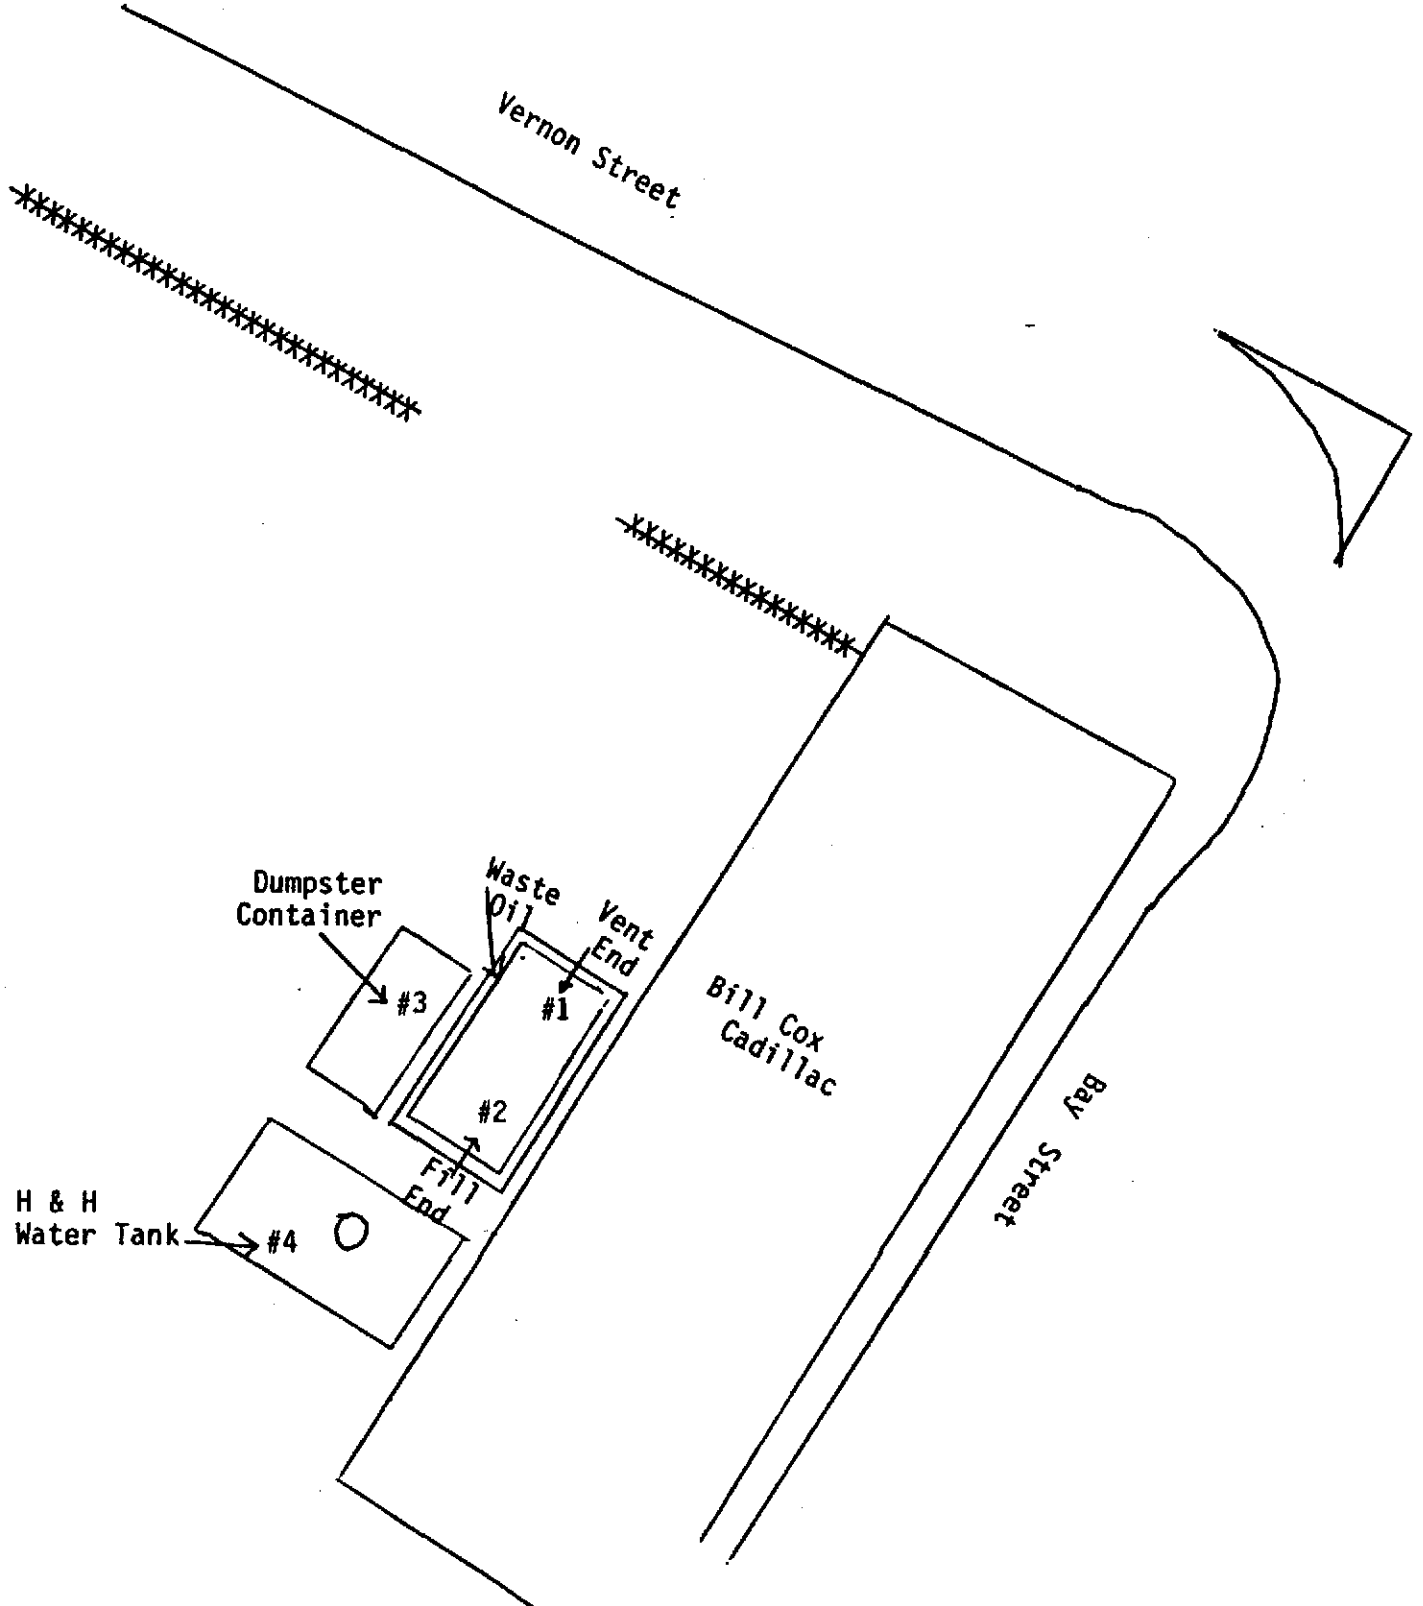 Vernon Street
Dumpster
Container
Waste
Oil
Vent
End
#3
#1
Bill Cox
Cadillac
#2
Bay Street
Fill
End
H & H
Water Tank
#4